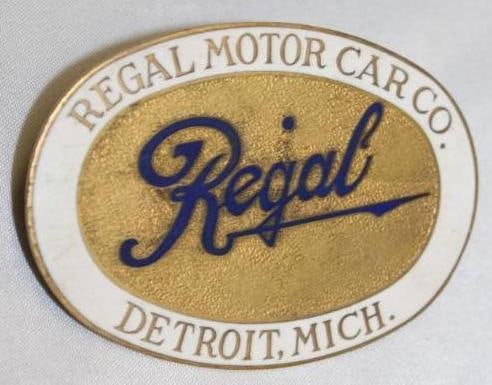 REGAL MOTOR CAR CO.
Regal
DETROIT, MICH.